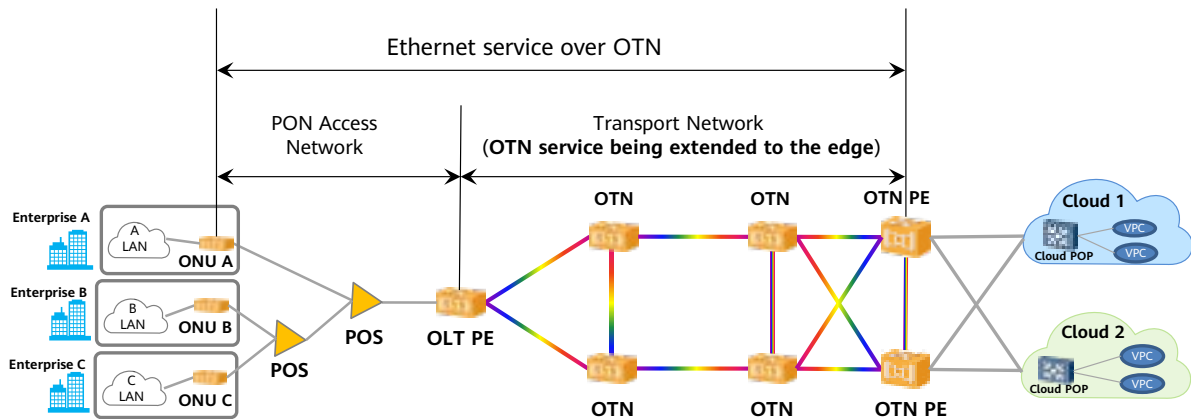 Ethernet service over OTN
PON Access
Network
Transport Network
(OTN service being extended to the edge)
Enterprise A
A
LAN
ONU A
Enterprise B
B
LAN
ONU B
Enterprise C
C
LAN
ONU C
POS
POS
OLT PE
OTN
OTN
OTN PE
OTN
OTN
OTN PE
Cloud 1
VPC
VPC
Cloud POP
Cloud 2
VPC
VPC
Cloud POP